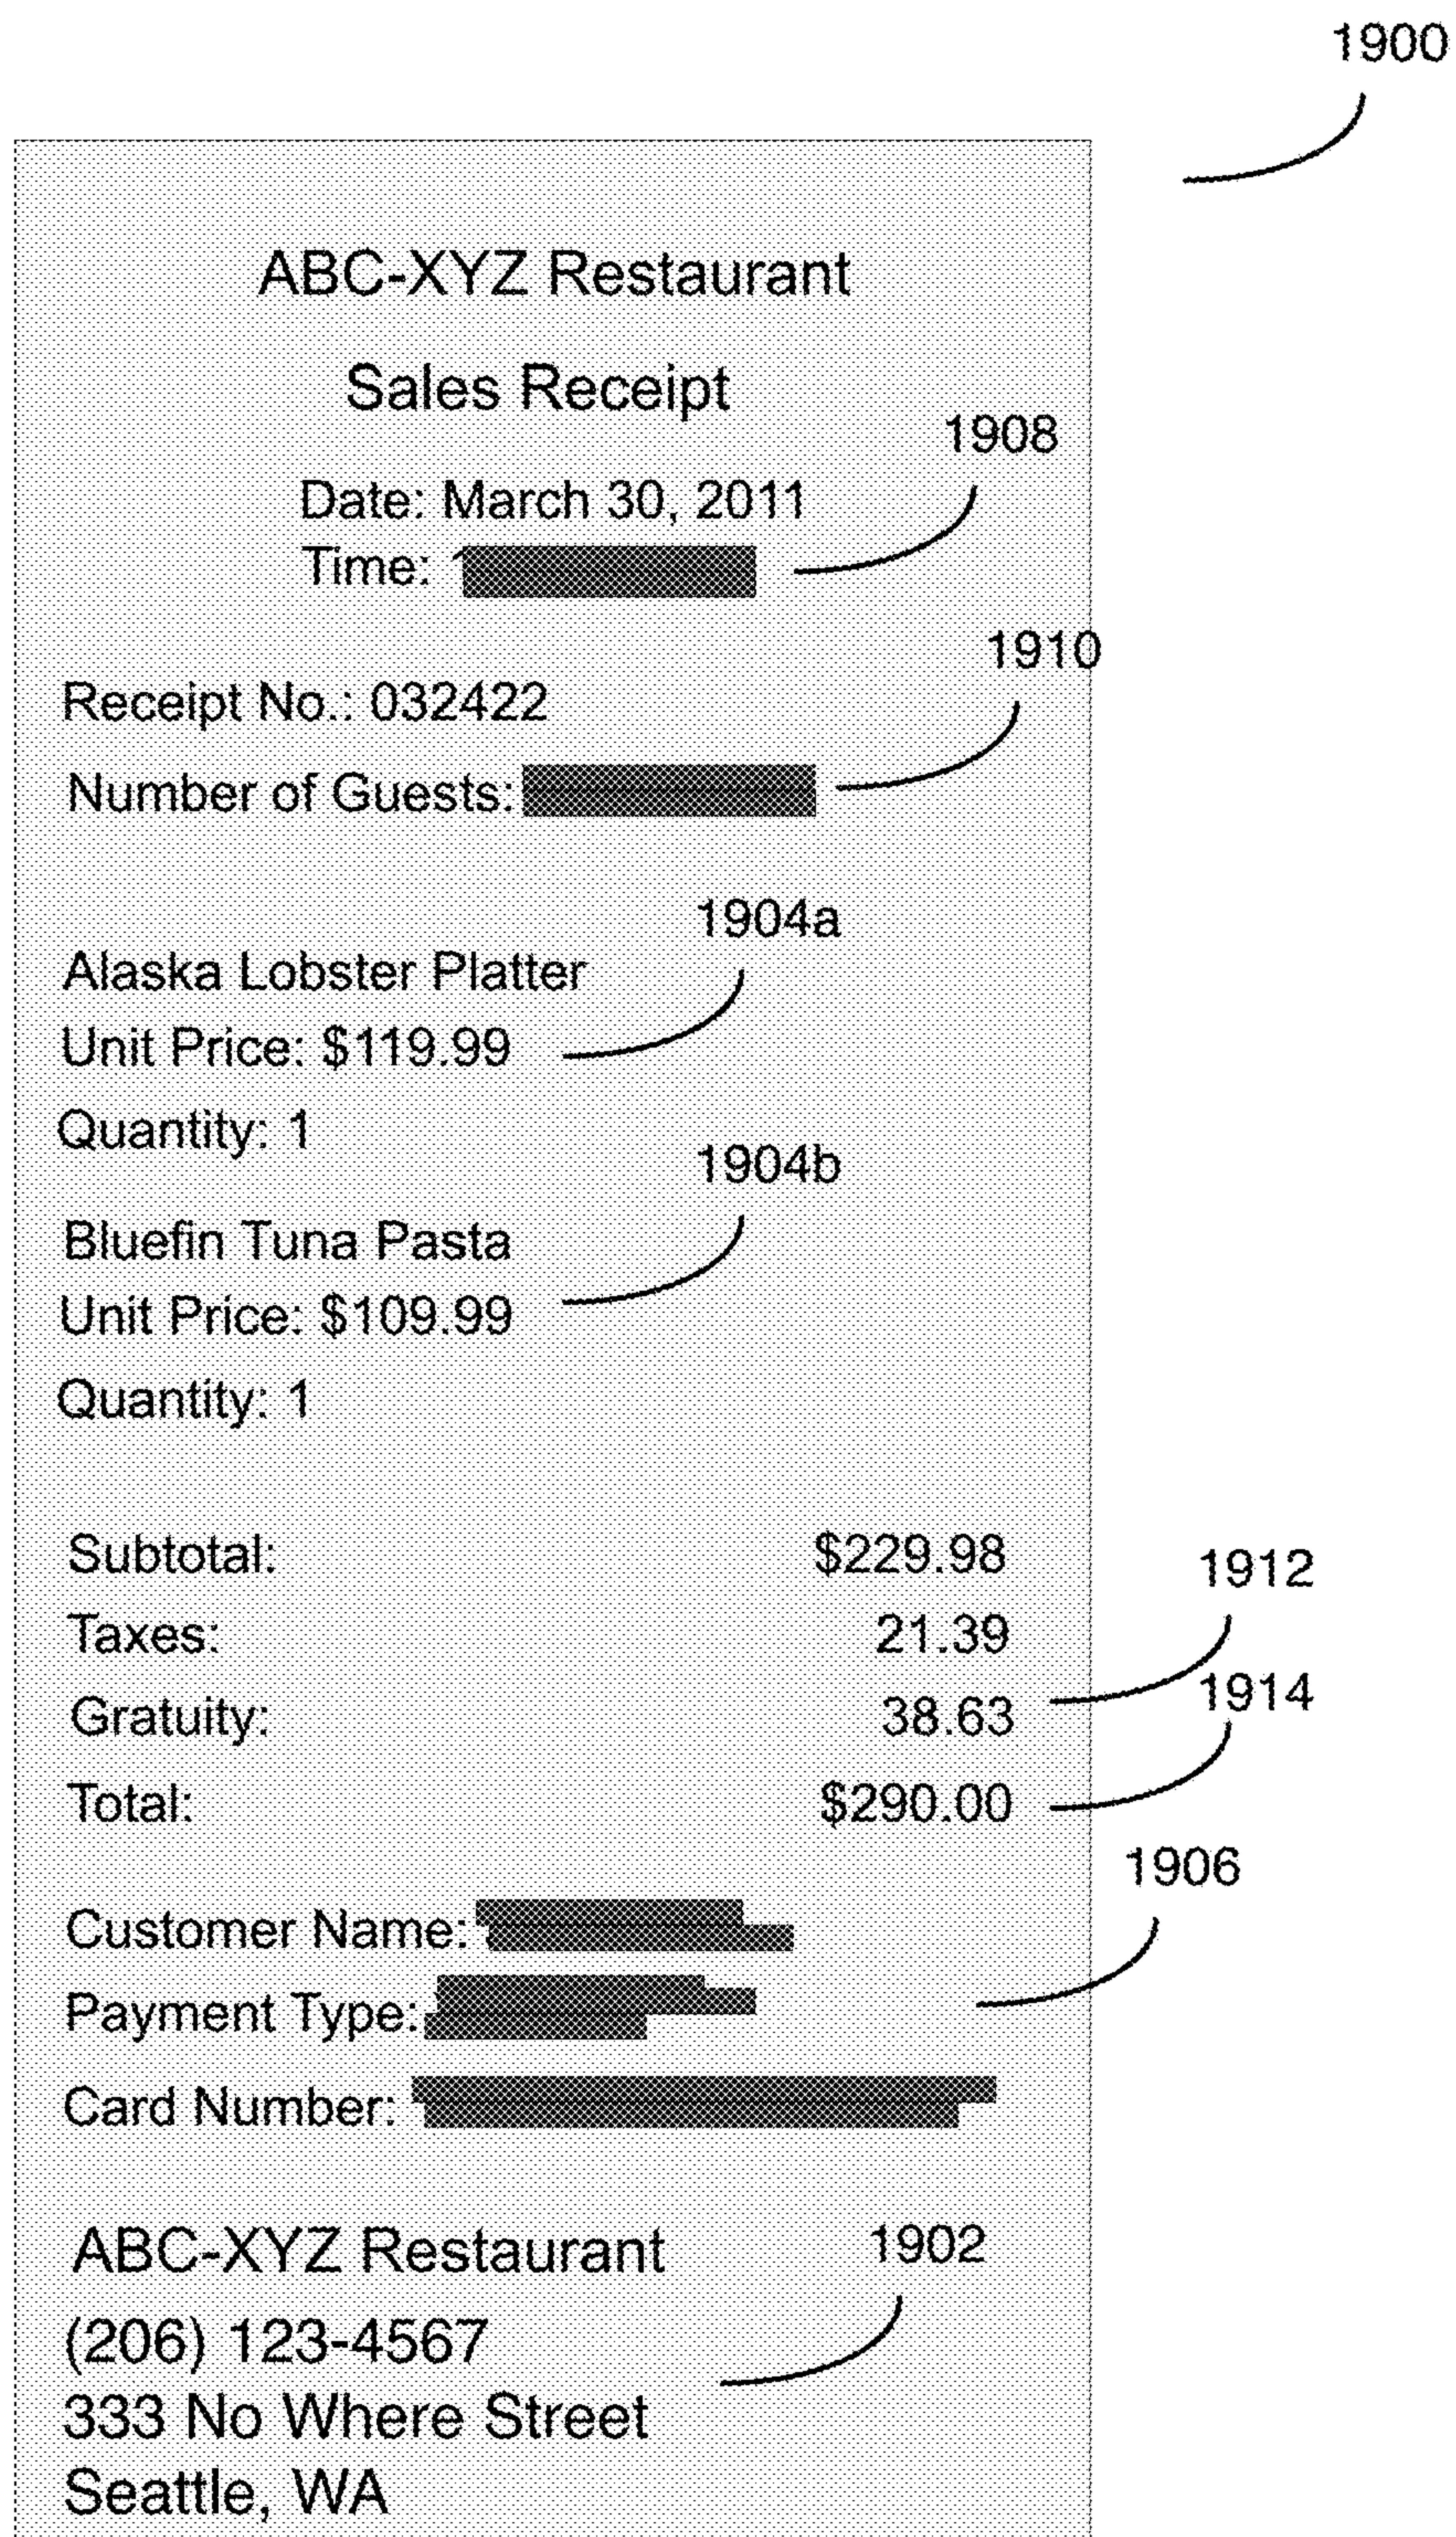 1900
ABC-XYZ Restaurant
Sales Receipt
1908
Date: March 30, 2011
Time:
1910
Receipt No.: 032422
Number of Guests:
1904a
Alaska Lobster Platter
Unit Price: $119.99
Quantity: 1
1904b
Bluefin Tuna Pasta
Unit Price: $109.99
Quantity: 1
Subtotal: $229.98
1912
Taxes: 21.39
1914
Gratuity: 38.63
Total: $290.00
1906
Customer Name:
Payment Type:
Card Number:
ABC-XYZ Restaurant 1902
(206) 123-4567
333 No Where Street
Seattle, WA